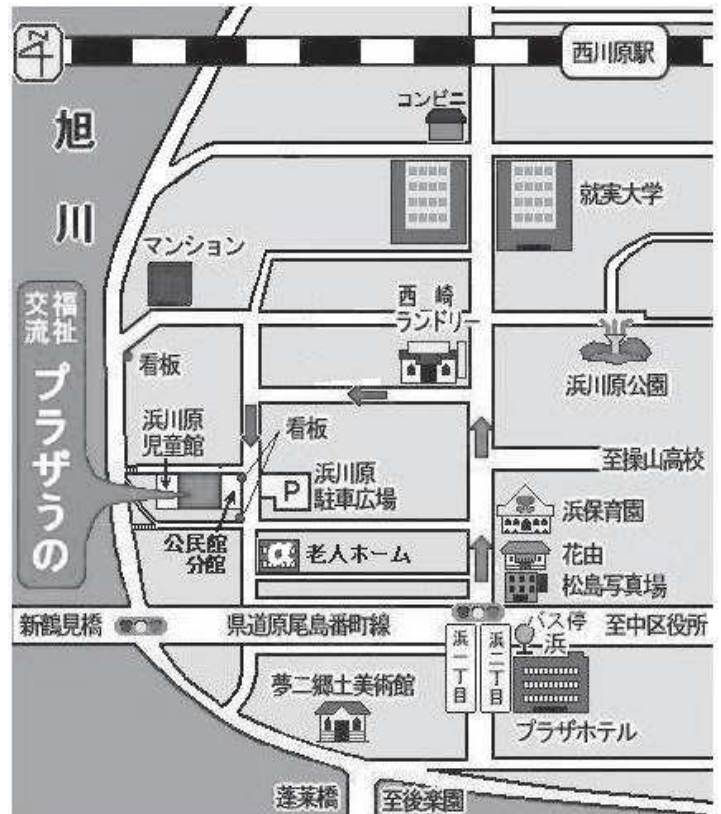 N
西川原駅
コンビニ
旭川
就実大学
マンション
西崎
ランドリー
福祉
交流
プラザうの
看板
浜川原公園
浜川原
児童館
看板
至操山高校
P
浜川原
駐車広場
浜保育園
公民館
分館
老人ホーム
花由
松島写真場
新鶴見橋
県道原尾島番町線
バス停
浜
至中区役所
浜一丁目
浜二丁目
夢二郷土美術館
プラザホテル
蓬莱橋
至後楽園